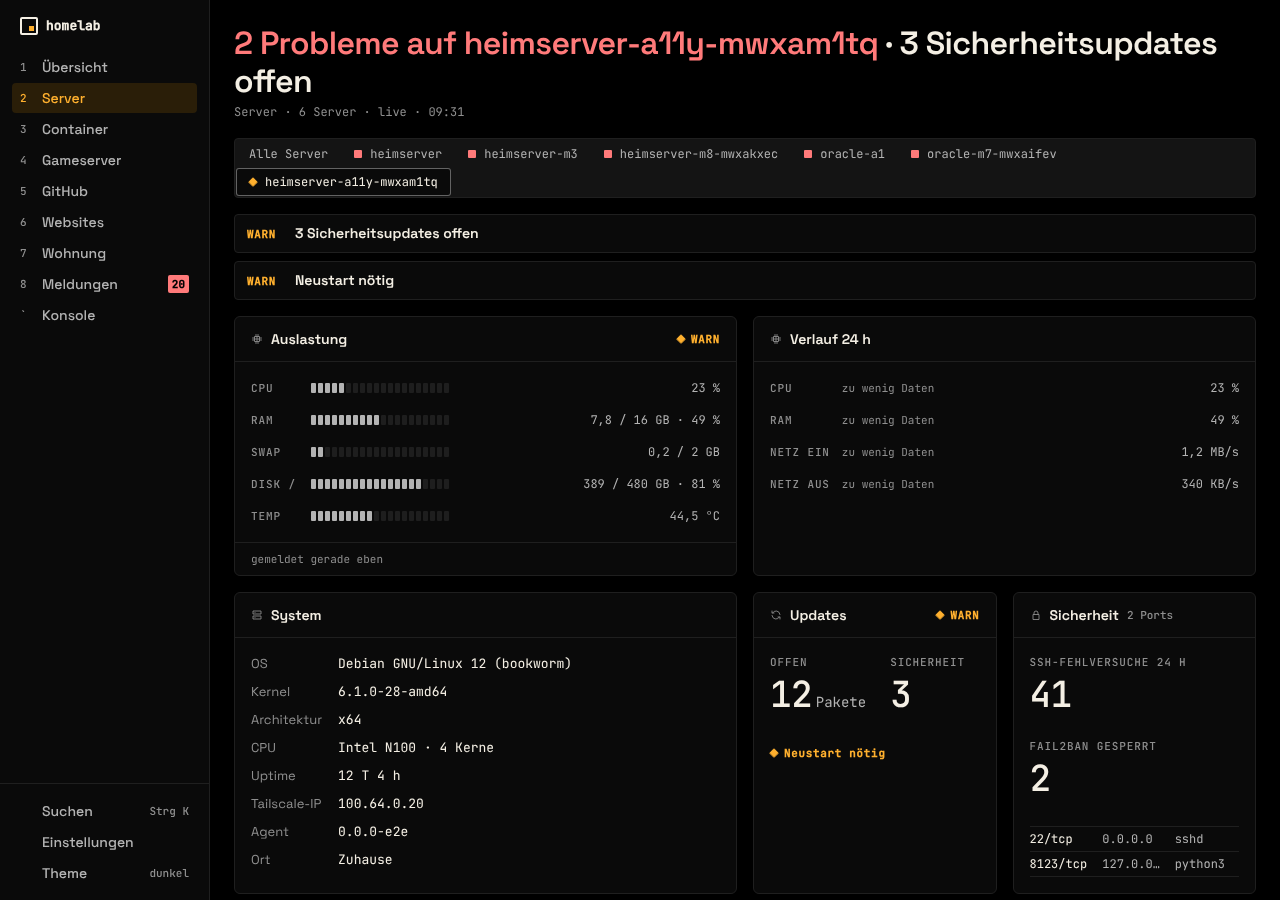 homelab
1 Übersicht
2 Server
3 Container
4 Gameserver
5 GitHub
6 Websites
7 Wohnung
8 Meldungen 20
` Konsole
Suchen Strg K
Einstellungen
Theme dunkel
2 Probleme auf heimserver-a11y-mwxam1tq · 3 Sicherheitsupdates
offen
Server · 6 Server · live · 09:31
Alle Server heimserver heimserver-m3 heimserver-m8-mwxakxec oracle-a1 oracle-m7-mwxaifev
heimserver-a11y-mwxam1tq
WARN 3 Sicherheitsupdates offen
WARN Neustart nötig
Auslastung WARN
CPU 23 %
RAM 7,8 / 16 GB · 49 %
SWAP 0,2 / 2 GB
DISK / 389 / 480 GB · 81 %
TEMP 44,5 °C
gemeldet gerade eben
Verlauf 24 h
CPU zu wenig Daten 23 %
RAM zu wenig Daten 49 %
NETZ EIN zu wenig Daten 1,2 MB/s
NETZ AUS zu wenig Daten 340 KB/s
System
OS Debian GNU/Linux 12 (bookworm)
Kernel 6.1.0-28-amd64
Architektur x64
CPU Intel N100 · 4 Kerne
Uptime 12 T 4 h
Tailscale-IP 100.64.0.20
Agent 0.0.0-e2e
Ort Zuhause
Updates WARN
OFFEN SICHERHEIT
12 Pakete 3
Neustart nötig
Sicherheit 2 Ports
SSH-FEHLVERSUCHE 24 H
41
FAIL2BAN GESPERRT
2
22/tcp 0.0.0.0 sshd
8123/tcp 127.0.0… python3